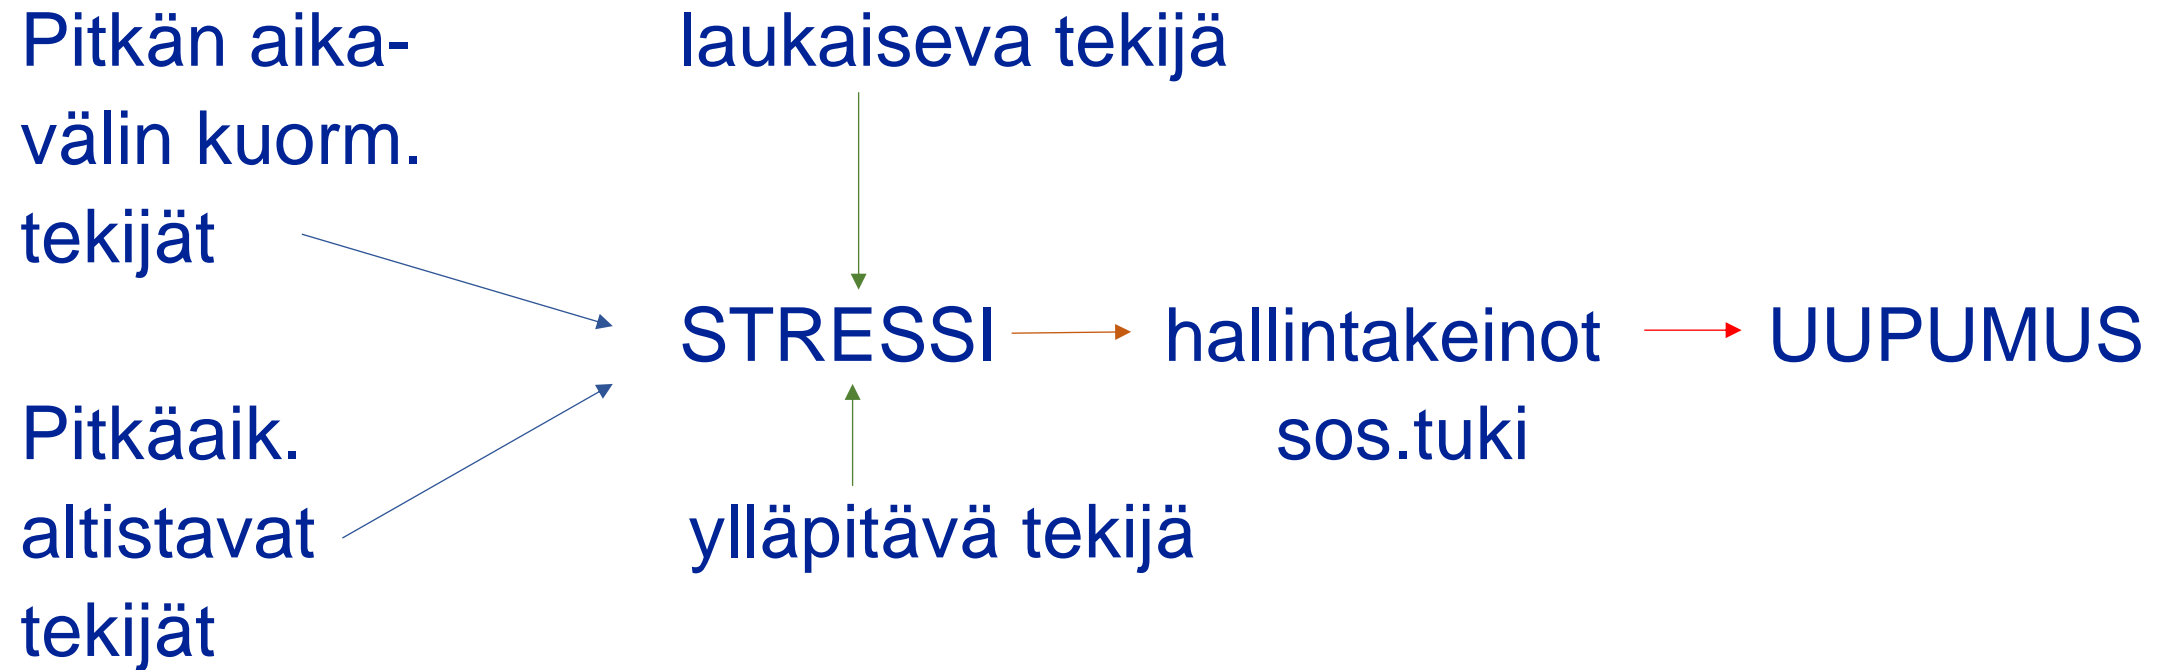 Pitkän aika-
välin kuorm.
tekijät
laukaiseva tekijä
STRESSI
hallintakeinot
sos.tuki
UUPUMUS
Pitkäaik.
altistavat
tekijät
ylläpitävä tekijä